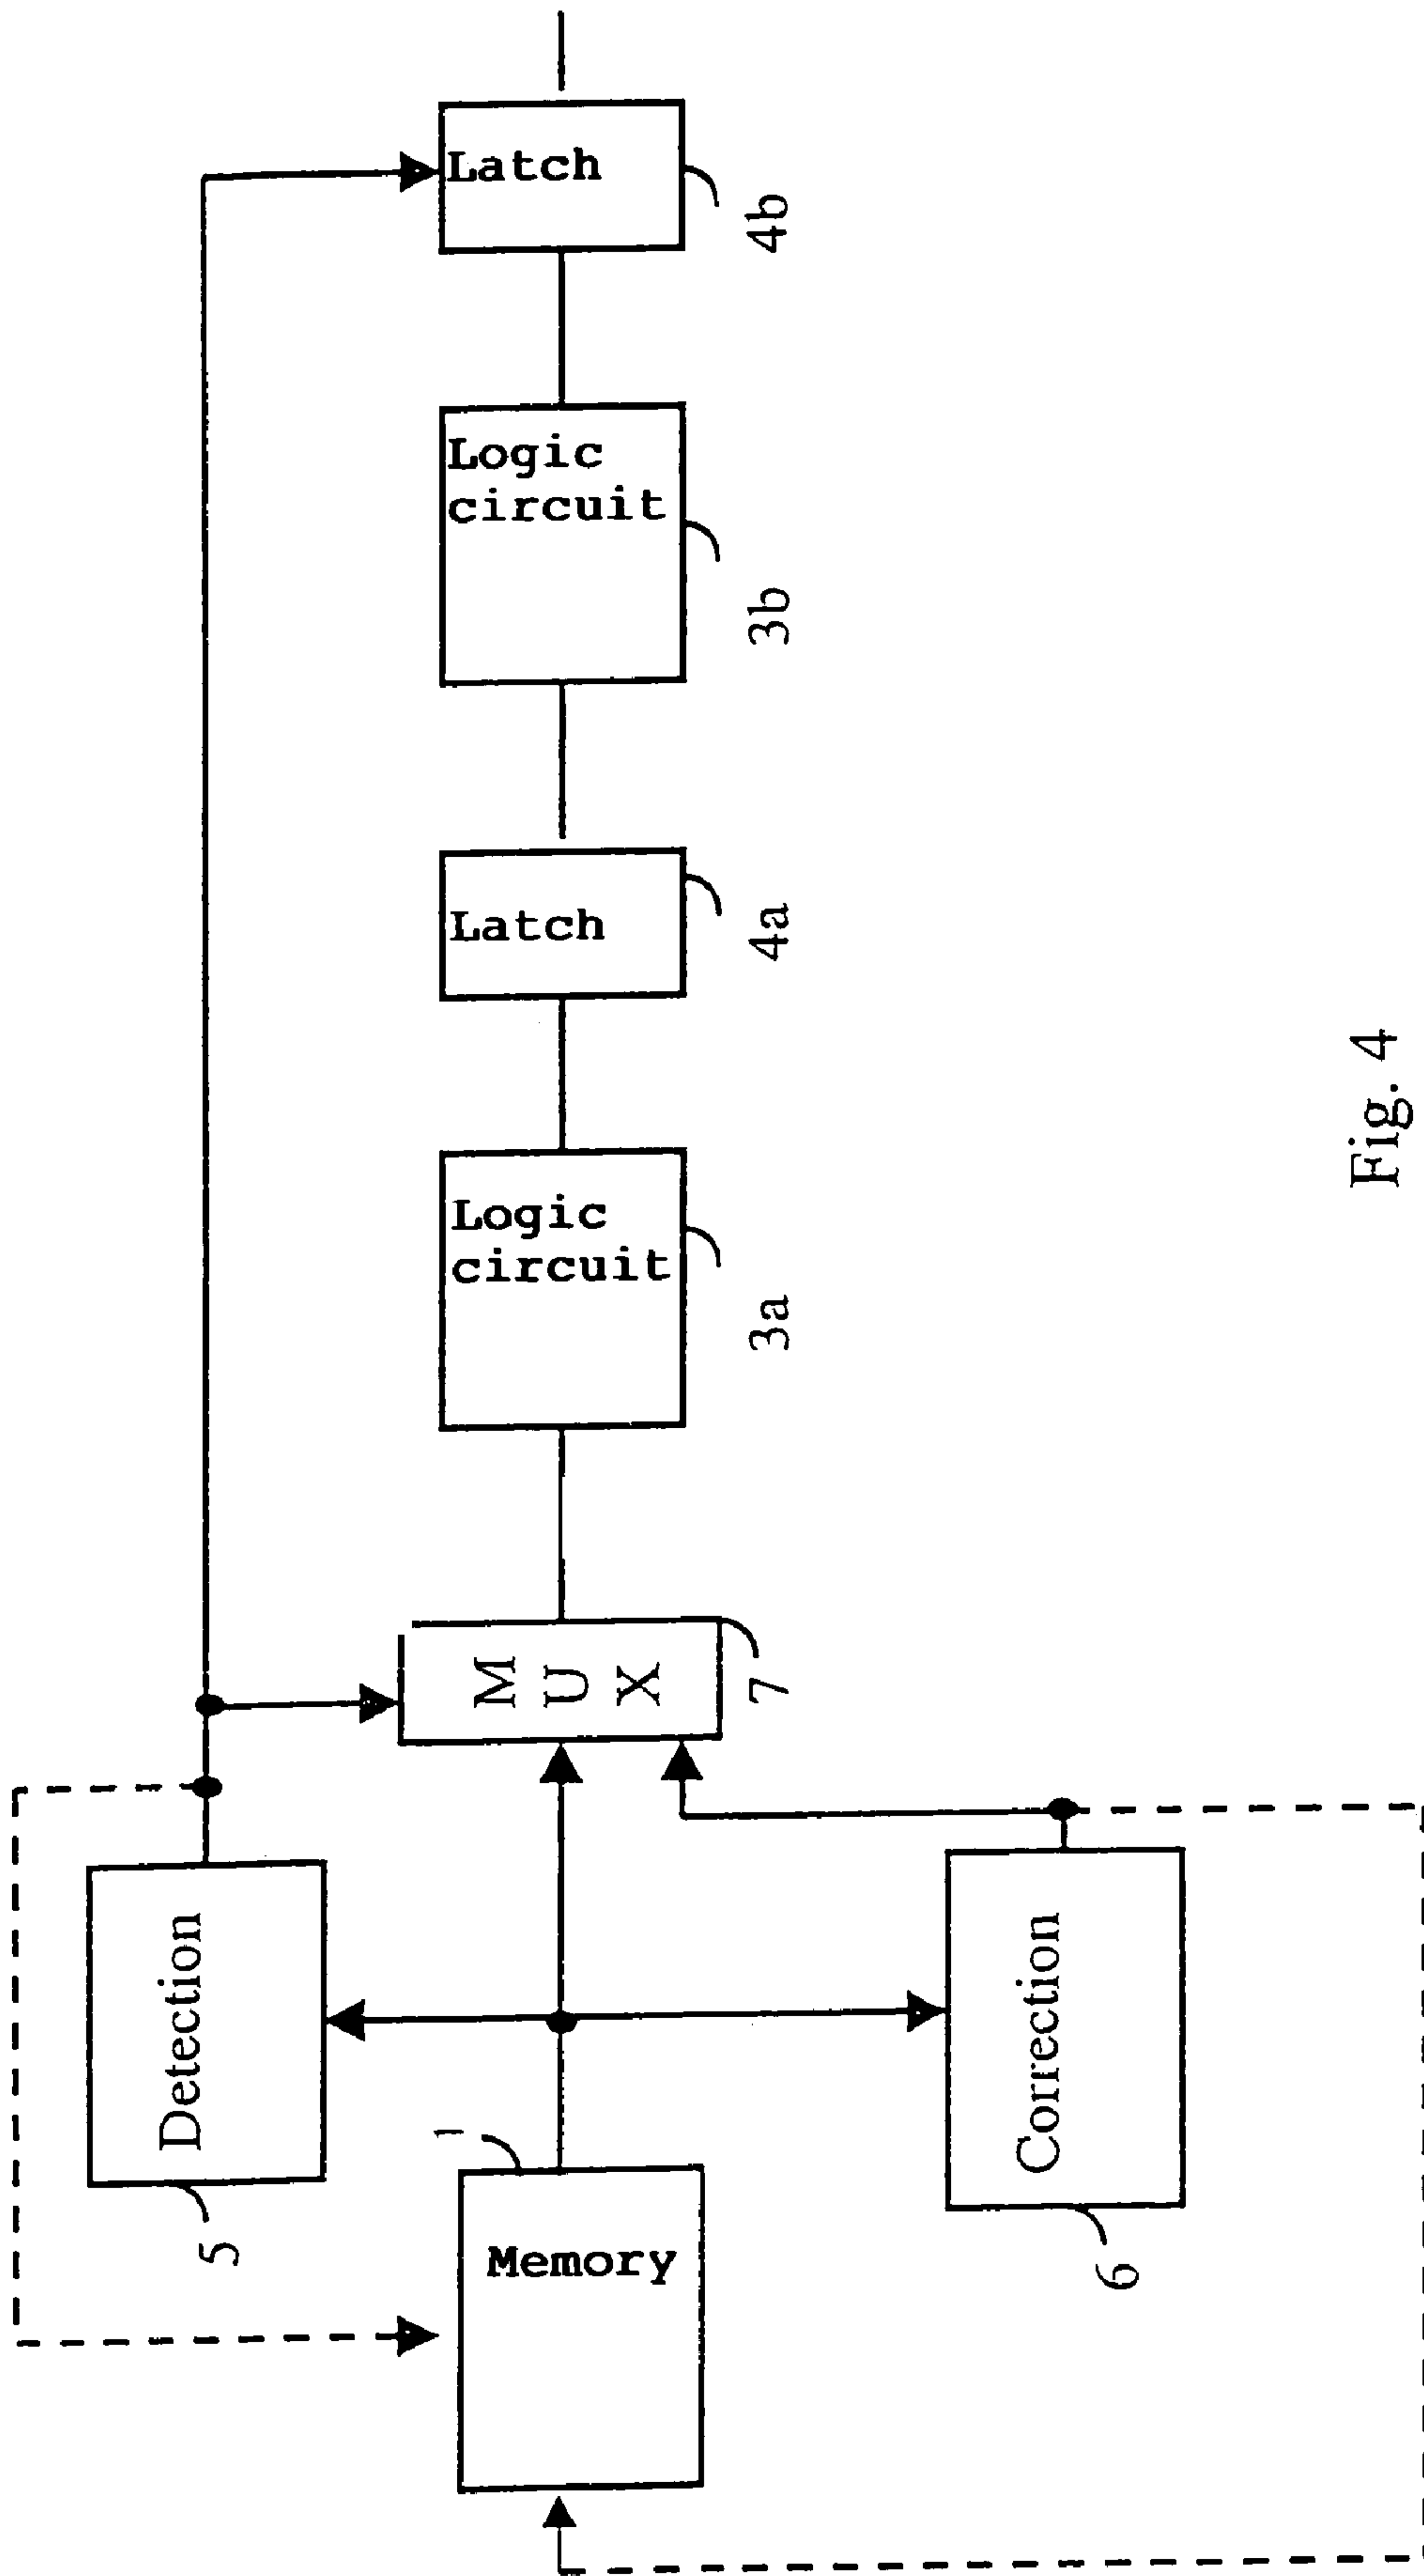 Detection
5
Memory
1
Correction
6
M
U
X
7
Logic
circuit
3a
Latch
4a
Logic
circuit
3b
Latch
4b
Fig. 4